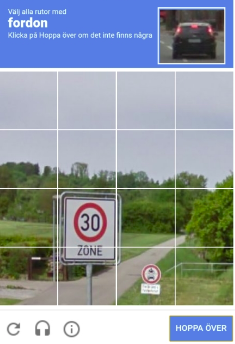 Välj alla rutor med
fordon
Klicka på Hoppa över om det inte finns några
30
ZONE
HOPPA ÖVER